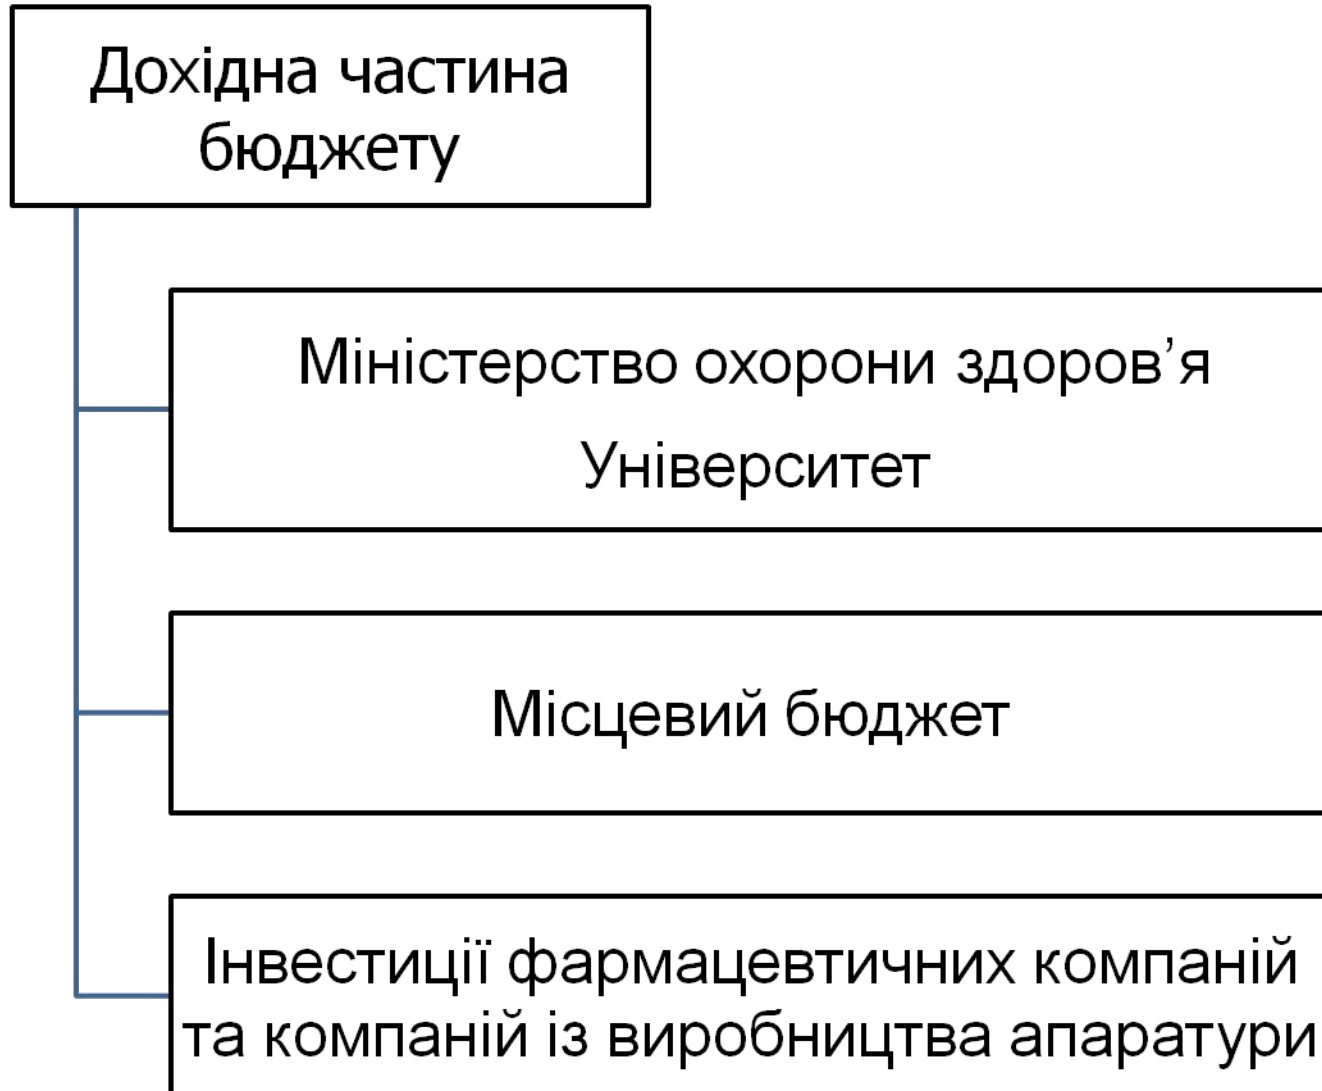 Дохідна частина
бюджету
Міністерство охорони здоров’я
Університет
Місцевий бюджет
Інвестиції фармацевтичних компаній
та компаній із виробництва апаратури